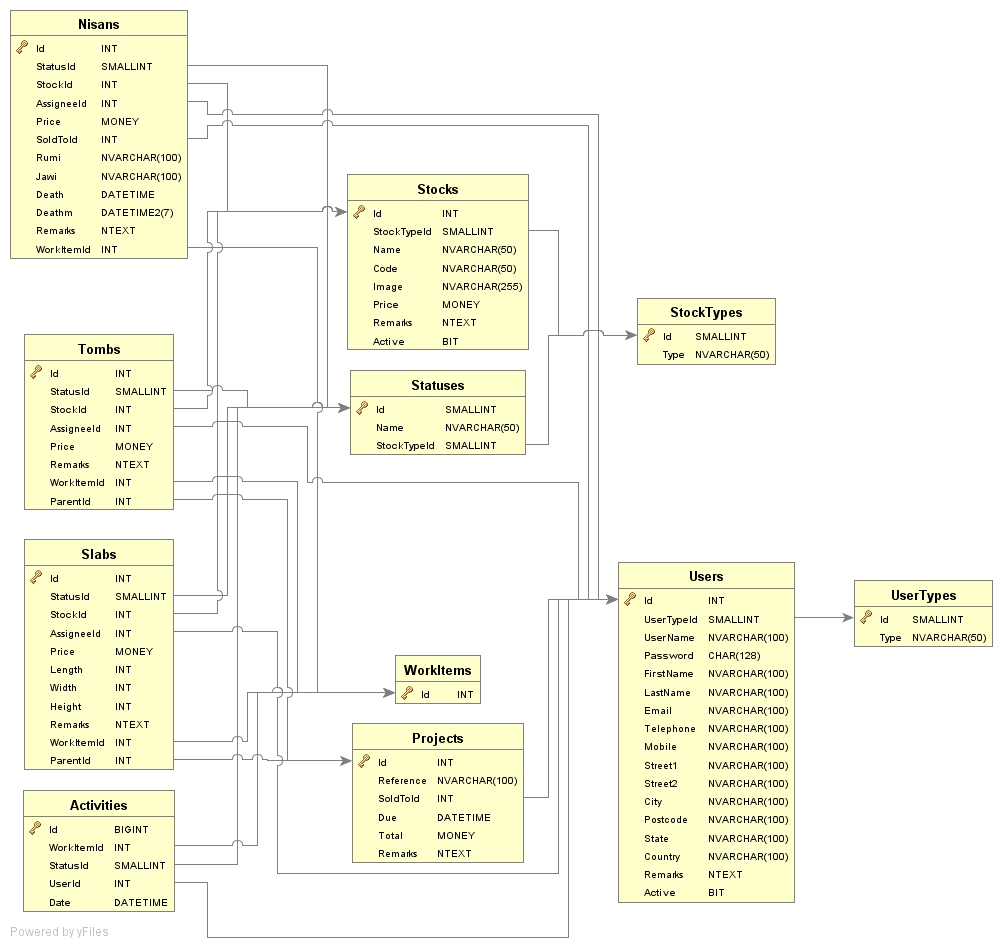 Nisans
Id INT
StatusId SMALLINT
StockId INT
AssigneeId INT
Price MONEY
SoldToId INT
Rumi NVARCHAR(100)
Jawi NVARCHAR(100)
Death DATETIME
Deathm DATETIME2(7)
Remarks NTEXT
WorkItemId INT
Stocks
Id INT
StockTypeId SMALLINT
Name NVARCHAR(50)
Code NVARCHAR(50)
Image NVARCHAR(255)
Price MONEY
Remarks NTEXT
Active BIT
StockTypes
Id SMALLINT
Type NVARCHAR(50)
Tombs
Id INT
StatusId SMALLINT
StockId INT
AssigneeId INT
Price MONEY
Remarks NTEXT
WorkItemId INT
ParentId INT
Statuses
Id SMALLINT
Name NVARCHAR(50)
StockTypeId SMALLINT
Slabs
Id INT
StatusId SMALLINT
StockId INT
AssigneeId INT
Price MONEY
Length INT
Width INT
Height INT
Remarks NTEXT
WorkItemId INT
ParentId INT
WorkItems
Id INT
Projects
Id INT
Reference NVARCHAR(100)
SoldToId INT
Due DATETIME
Total MONEY
Remarks NTEXT
Users
Id INT
UserTypeId SMALLINT
UserName NVARCHAR(100)
Password CHAR(128)
FirstName NVARCHAR(100)
LastName NVARCHAR(100)
Email NVARCHAR(100)
Telephone NVARCHAR(100)
Mobile NVARCHAR(100)
Street1 NVARCHAR(100)
Street2 NVARCHAR(100)
City NVARCHAR(100)
Postcode NVARCHAR(100)
State NVARCHAR(100)
Country NVARCHAR(100)
Remarks NTEXT
Active BIT
UserTypes
Id SMALLINT
Type NVARCHAR(50)
Activities
Id BIGINT
WorkItemId INT
StatusId SMALLINT
UserId INT
Date DATETIME
Powered by yFiles